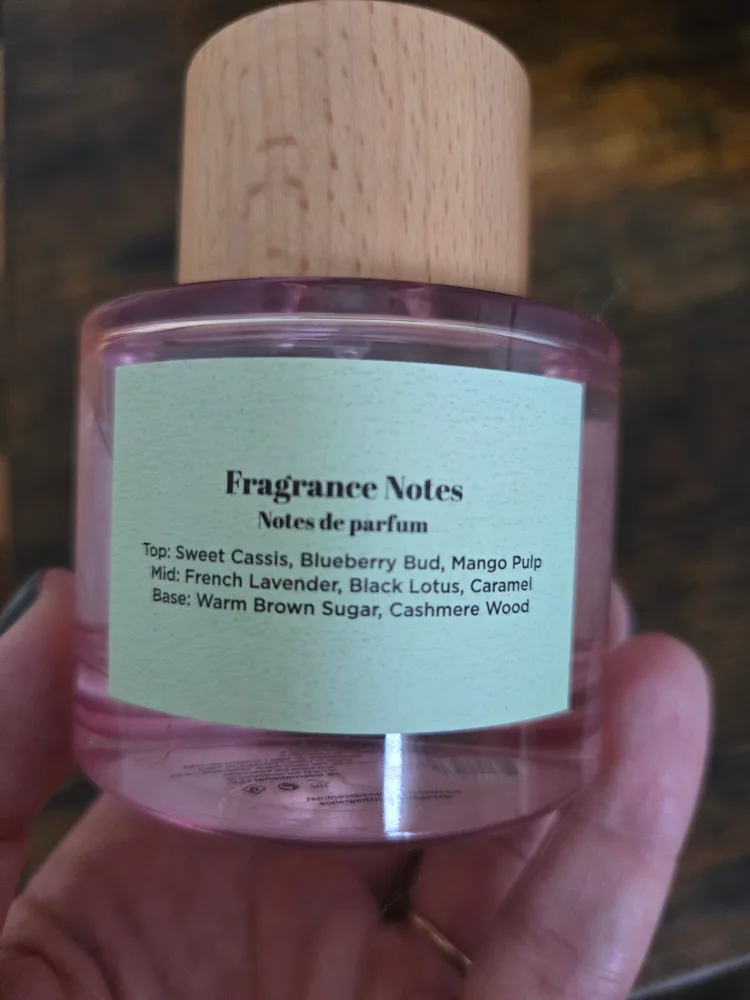 Fragrance Notes
Notes de parfum
Top: Sweet Cassis, Blueberry Bud, Mango Pulp
Mid: French Lavender, Black Lotus, Caramel
Base: Warm Brown Sugar, Cashmere Wood